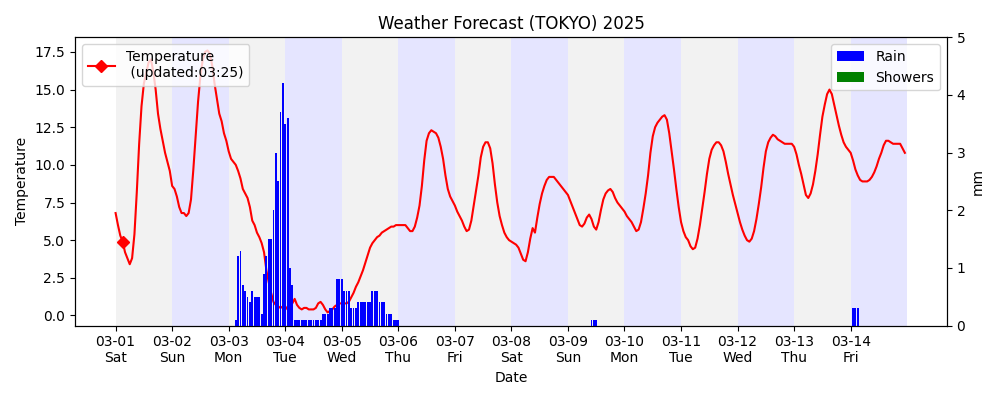 Weather Forecast (TOKYO) 2025
Temperature
(updated:03:25)
Rain
Showers
17.5
15.0
12.5
10.0
7.5
5.0
2.5
0.0
Temperature
5
4
3
2
1
0
mm
03-01 03-02 03-03 03-04 03-05 03-06 03-07 03-08 03-09 03-10 03-11 03-12 03-13 03-14
Sat Sun Mon Tue Wed Thu Fri Sat Sun Mon Tue Wed Thu Fri
Date